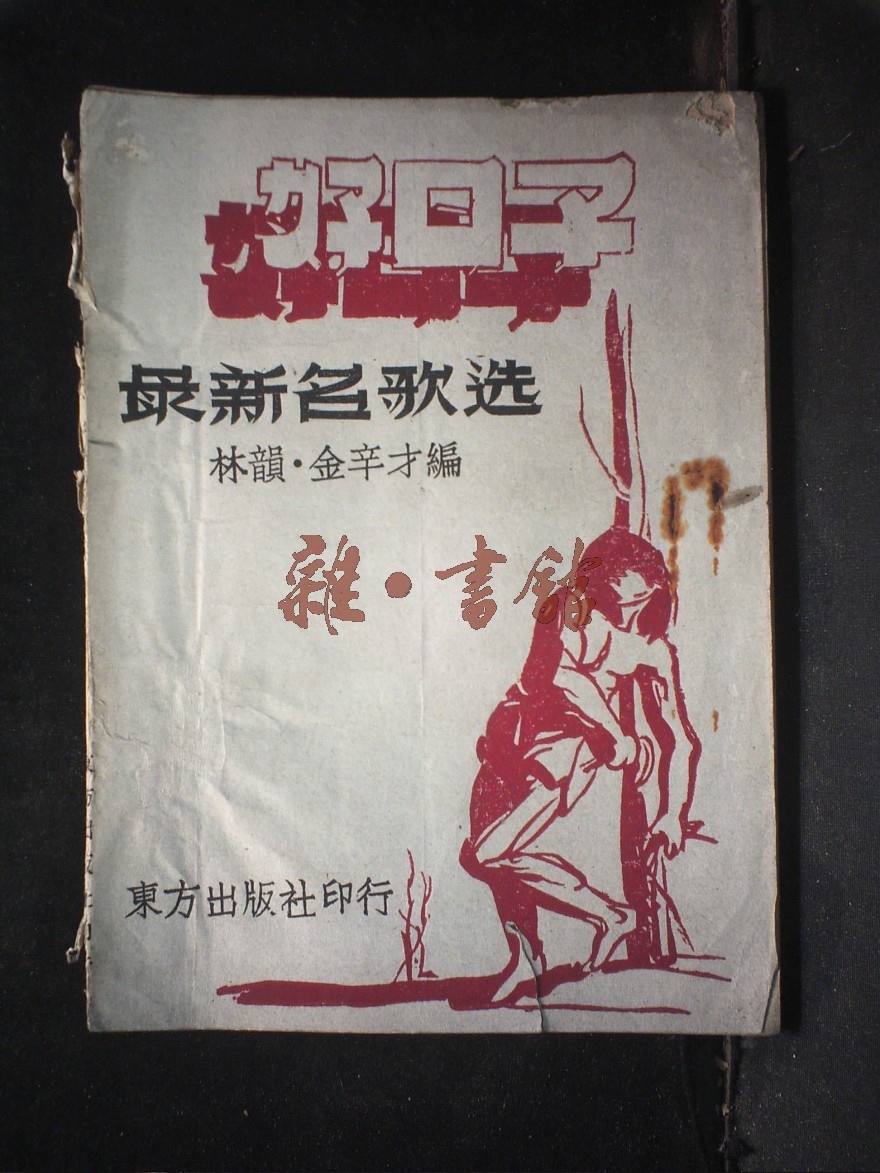 好日子
最新名歌选
林韻·金辛才編
雜·書館
東方出版社印行